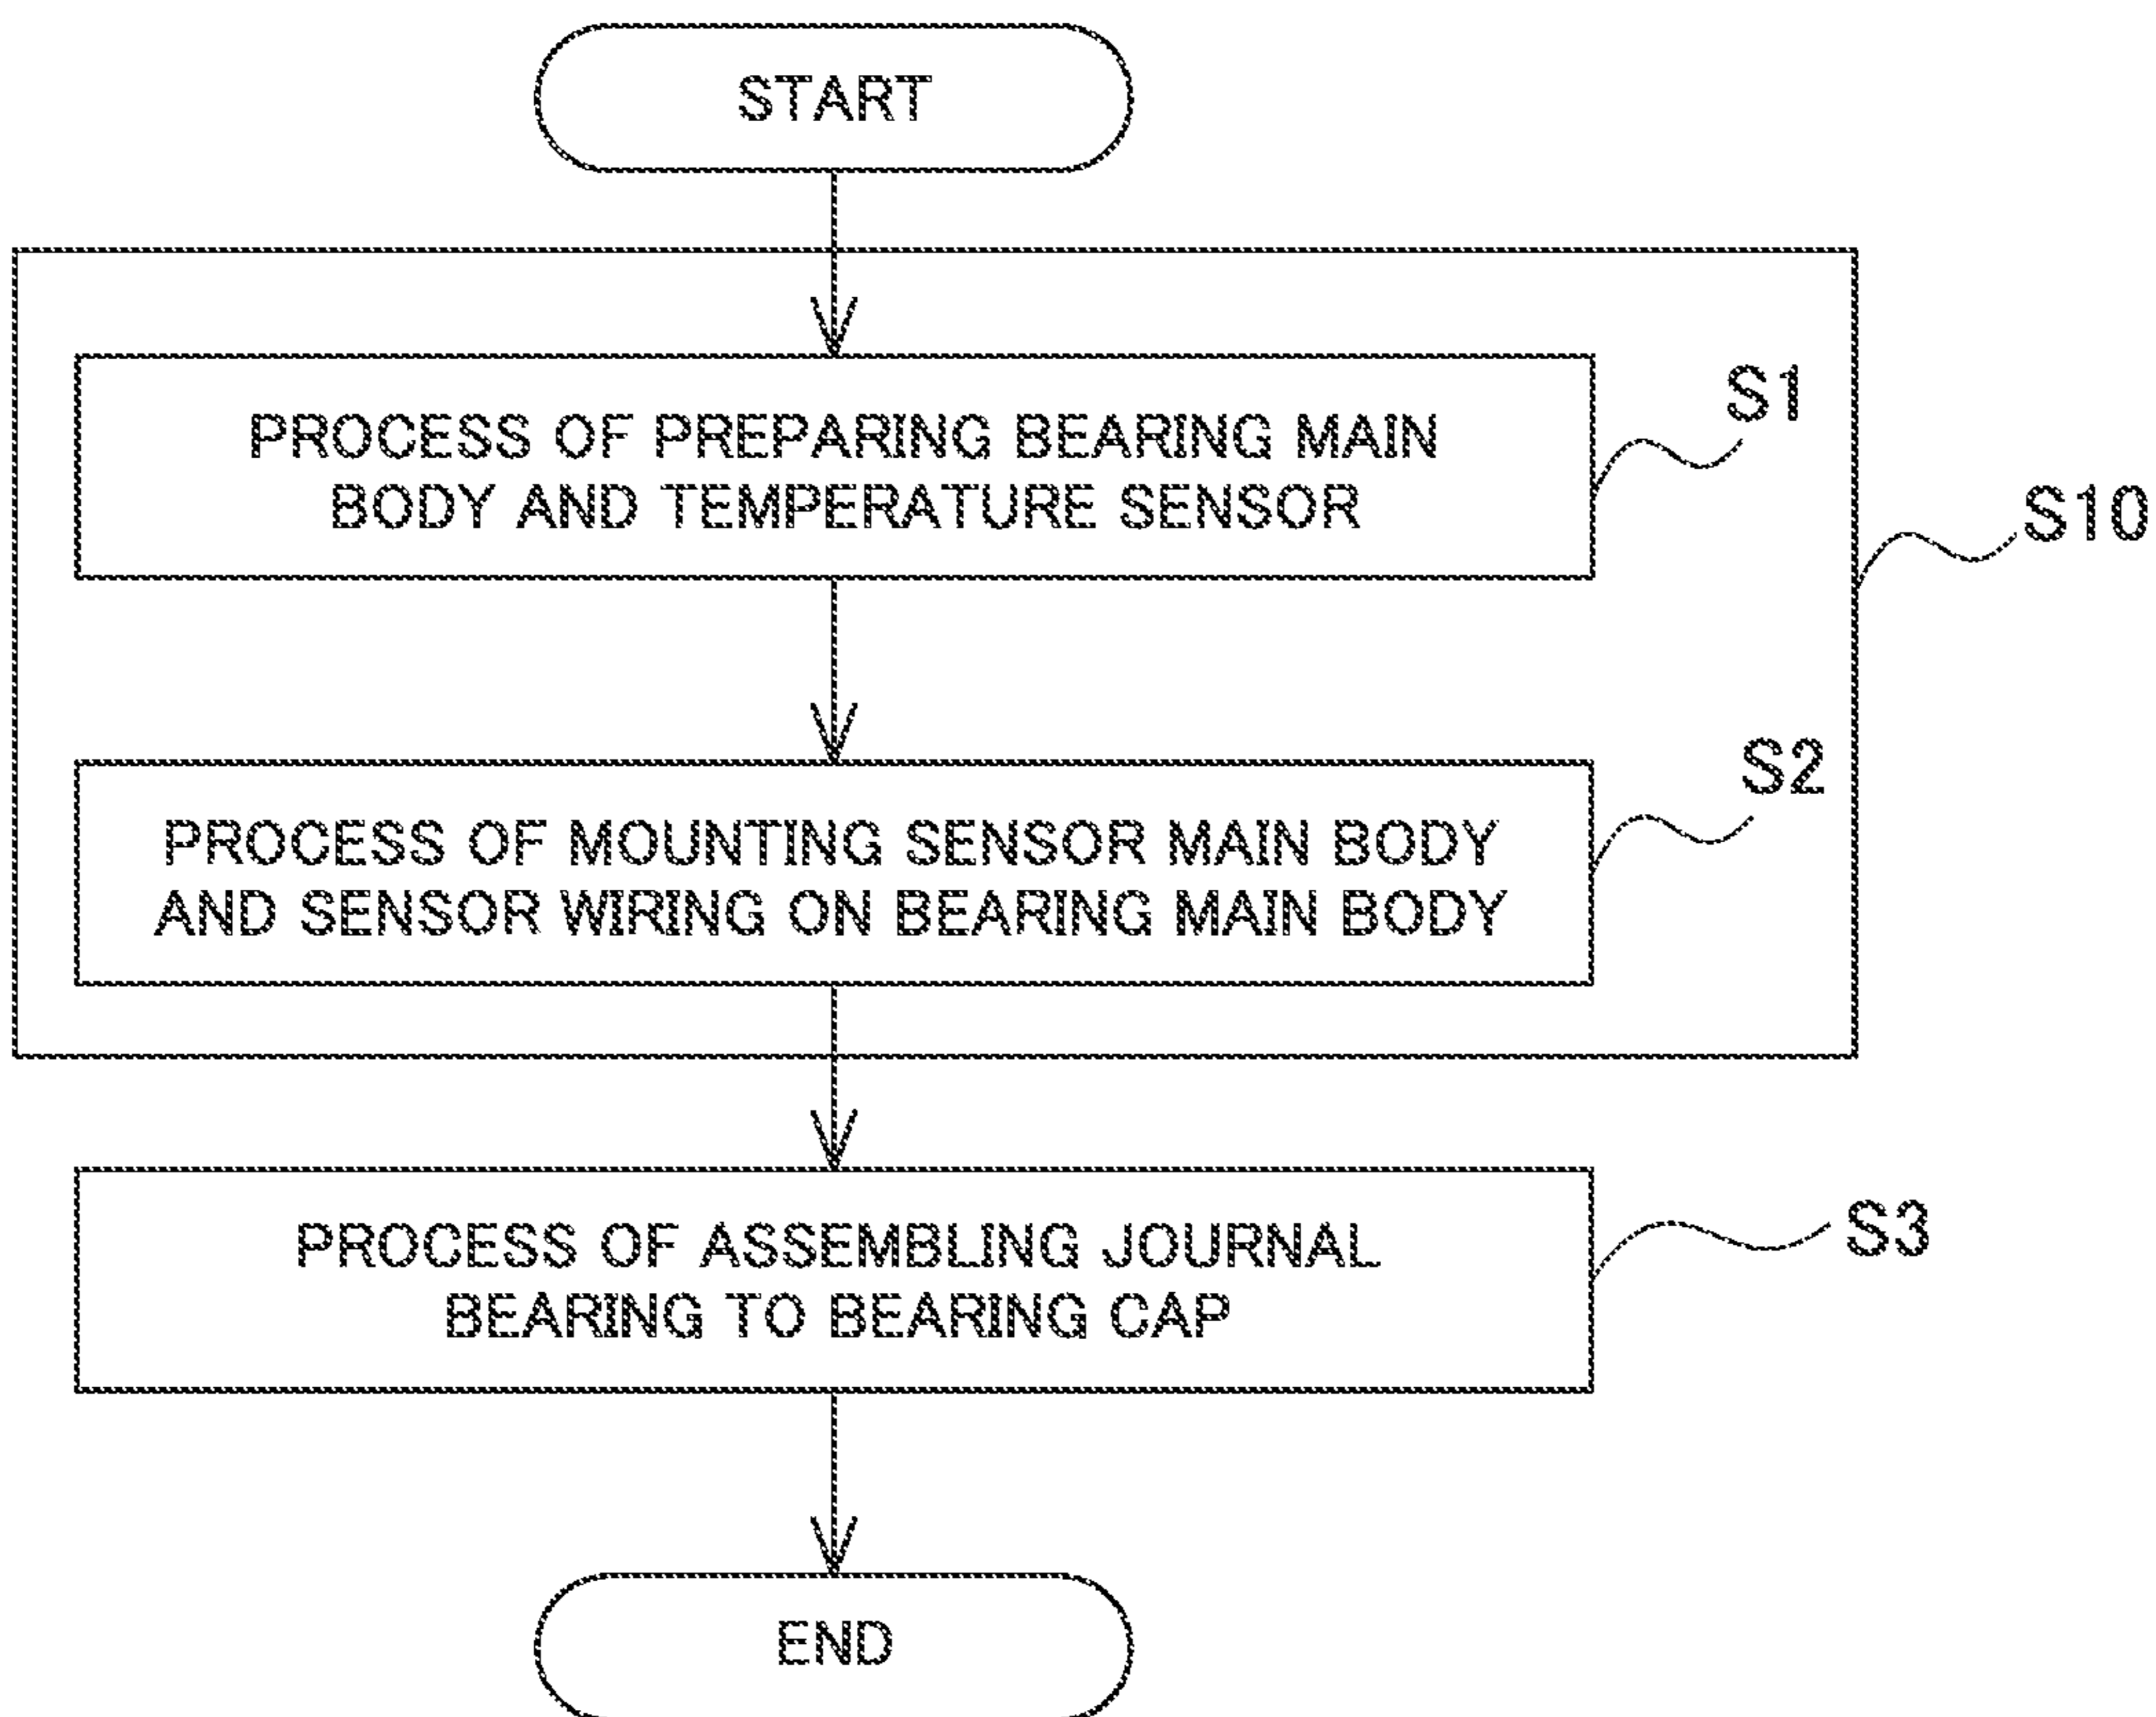 START
PROCESS OF PREPARING BEARING MAIN
BODY AND TEMPERATURE SENSOR
S1
S10
PROCESS OF MOUNTING SENSOR MAIN BODY
AND SENSOR WIRING ON BEARING MAIN BODY
S2
PROCESS OF ASSEMBLING JOURNAL
BEARING TO BEARING CAP
S3
END